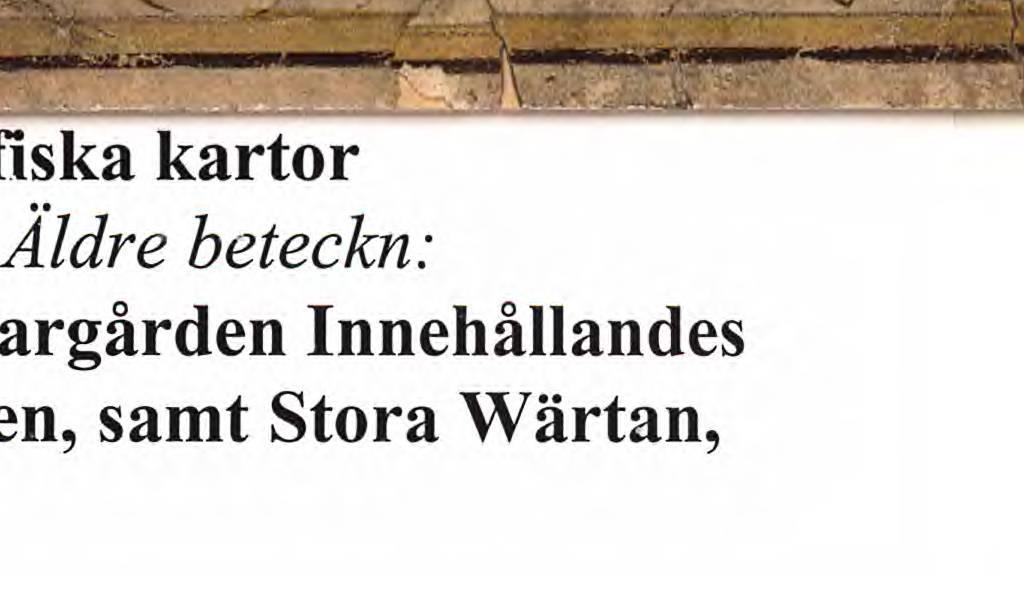 fiska kartor
Äldre beteckn:
argården Innehållandes
en, samt Stora Wärtan,